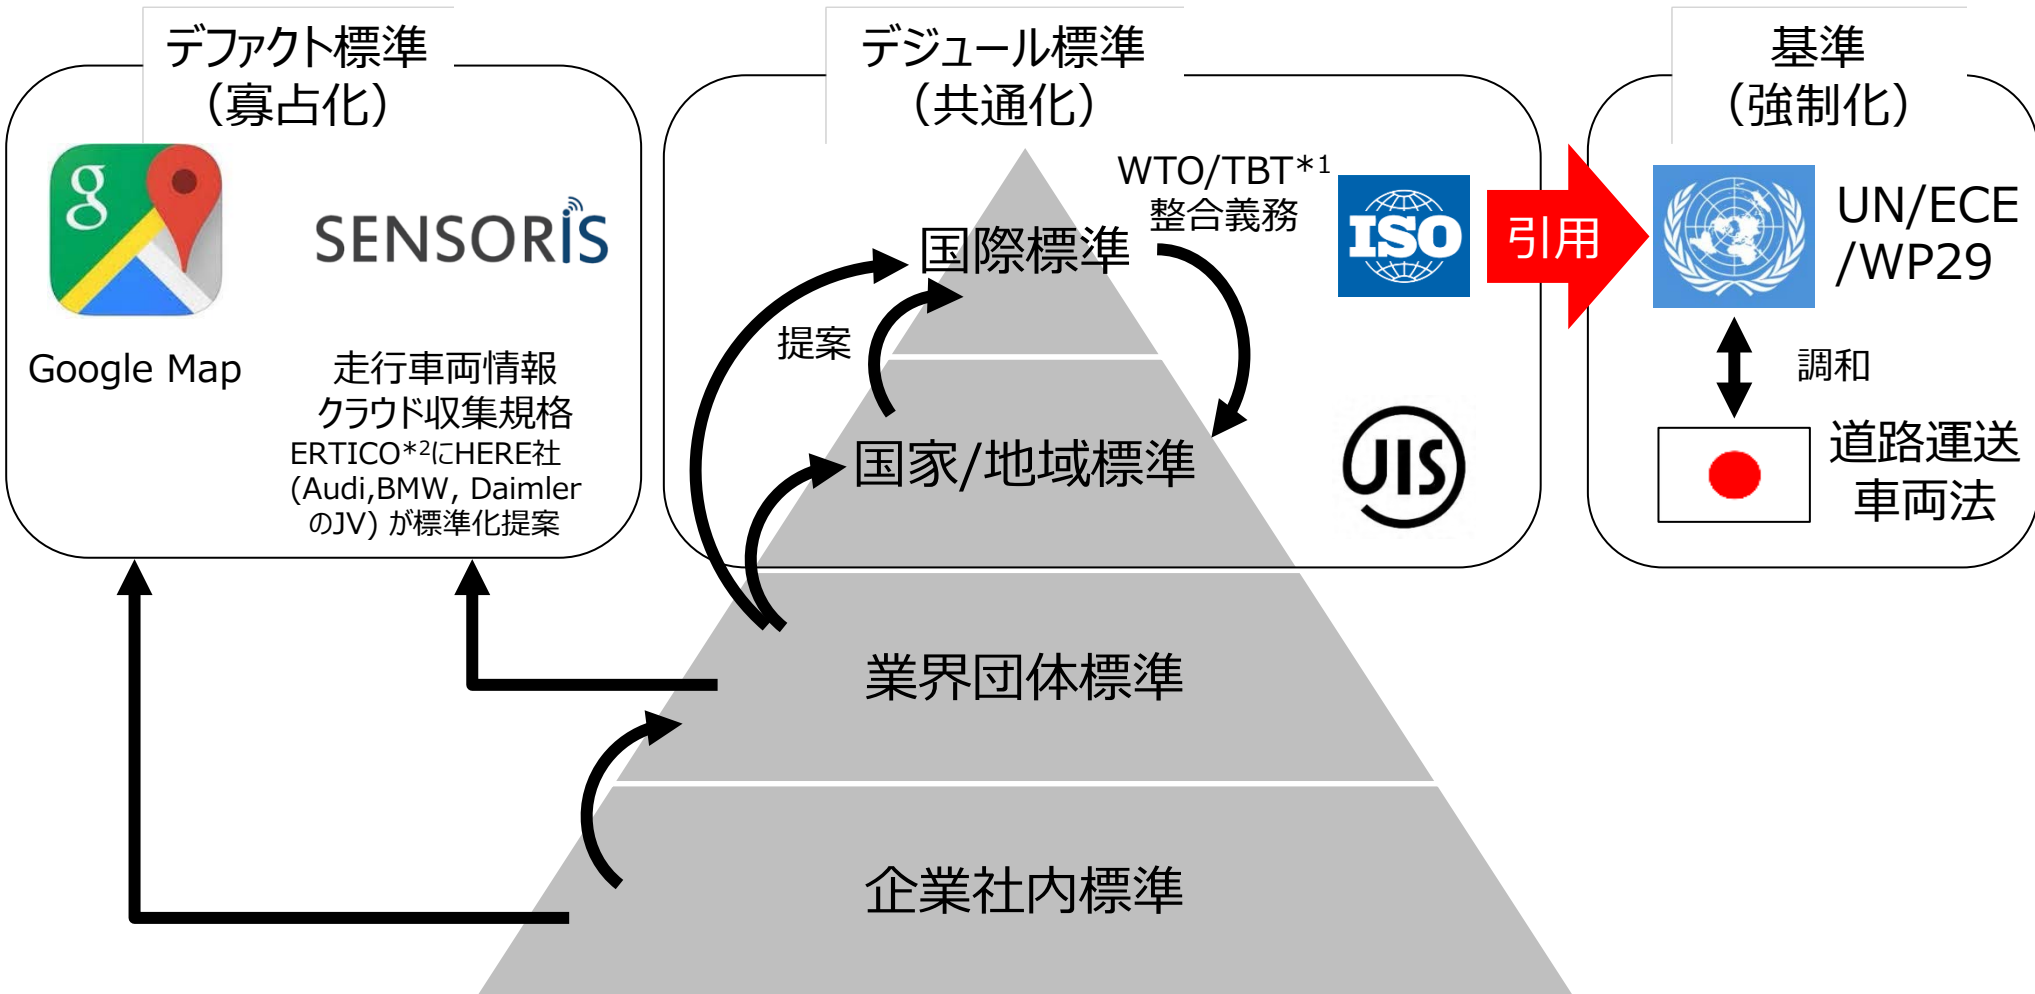 デファクト標準
（寡占化）
g
SENSORIS
Google Map
走行車両情報
クラウド収集規格
ERTICO*2にHERE社
(Audi,BMW, Daimler
のJV) が標準化提案
デジュール標準
（共通化）
WTO/TBT*1
整合義務
国際標準
ISO
提案
国家/地域標準
JIS
業界団体標準
企業社内標準
引用
基準
（強制化）
UN/ECE
/WP29
調和
道路運送
車両法